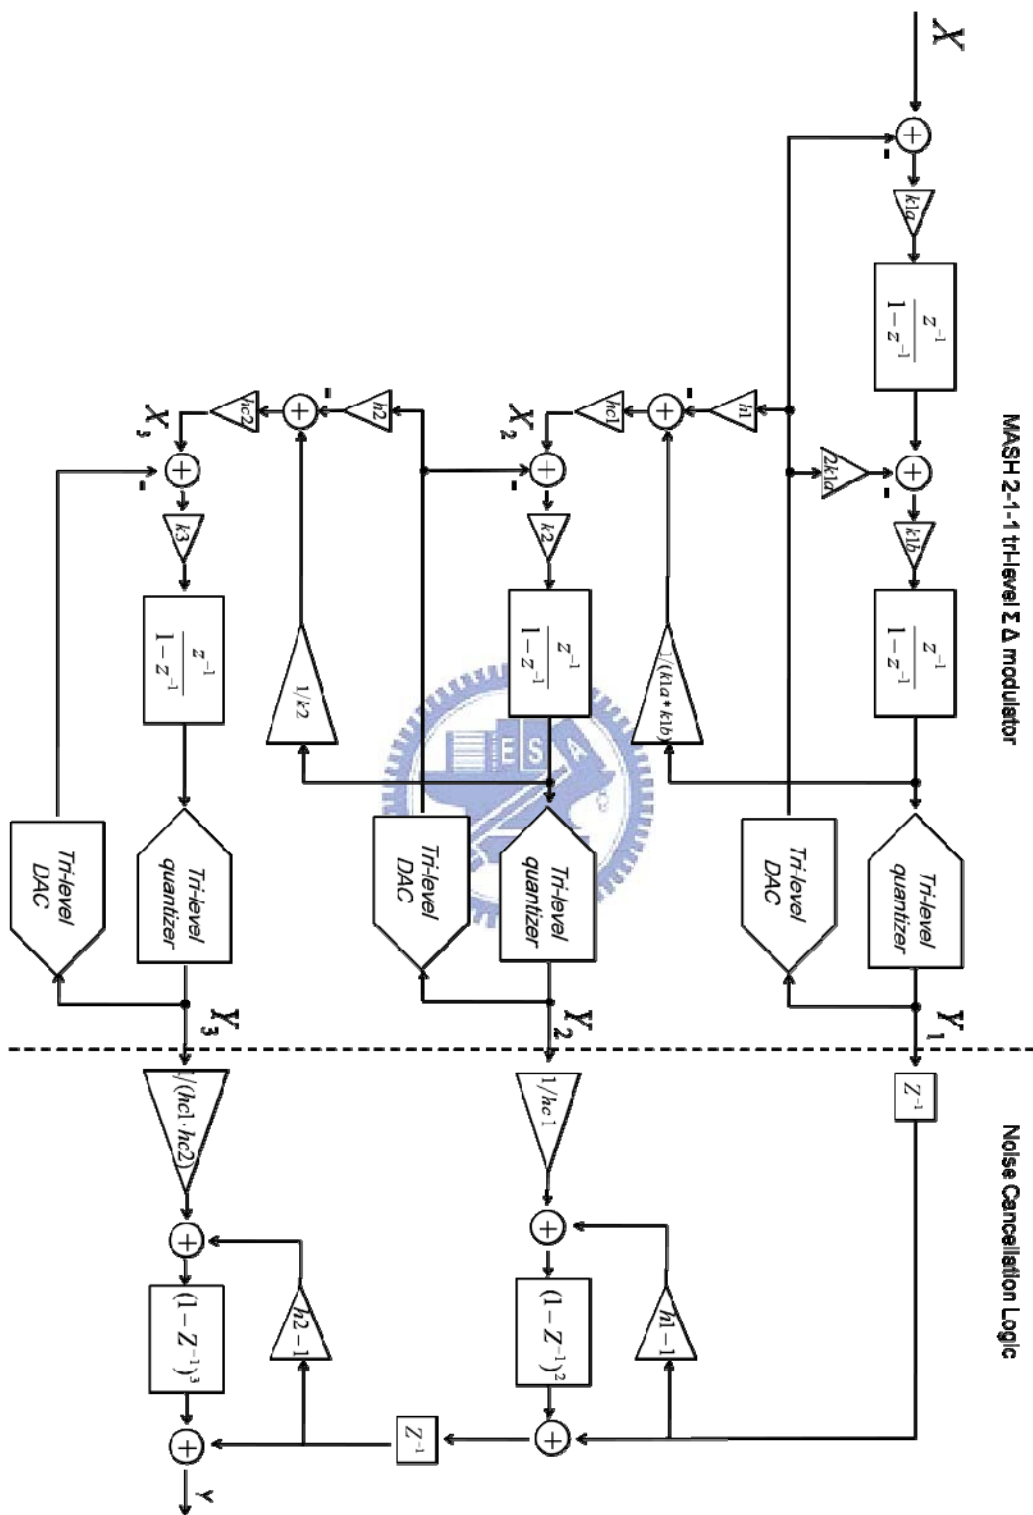 MASH 2-1-1 tri-level Σ Δ modulator
Noise Cancellation Logic
X
+
-
k1a
z⁻¹
1 - z⁻¹
+
-
2k1a
k1b
z⁻¹
1 - z⁻¹
Tri-level
quantizer
Tri-level
DAC
Y₁
Z⁻¹
h1
-
+
hc1
1/(k1a*k1b)
X₂
+
-
k2
z⁻¹
1 - z⁻¹
ESA
Tri-level
quantizer
Tri-level
DAC
Y₂
1/hc1
+
h1-1
(1 - Z⁻¹)²
+
Z⁻¹
h2
-
+
hc2
1/k2
X₃
+
-
k3
z⁻¹
1 - z⁻¹
Tri-level
quantizer
Tri-level
DAC
Y₃
1/(hc1·hc2)
+
h2-1
(1 - Z⁻¹)³
+
Y